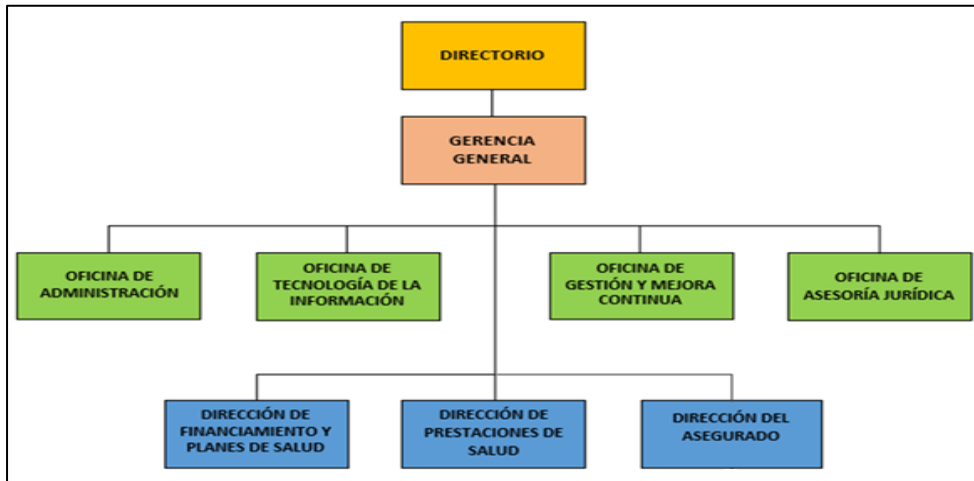 DIRECTORIO
GERENCIA
GENERAL
OFICINA DE
ADMINISTRACIÓN
OFICINA DE
TECNOLOGÍA DE LA
INFORMACIÓN
OFICINA DE
GESTIÓN Y MEJORA
CONTINUA
OFICINA DE
ASESORÍA JURÍDICA
DIRECCIÓN DE
FINANCIAMIENTO Y
PLANES DE SALUD
DIRECCIÓN DE
PRESTACIONES DE
SALUD
DIRECCIÓN DEL
ASEGURADO